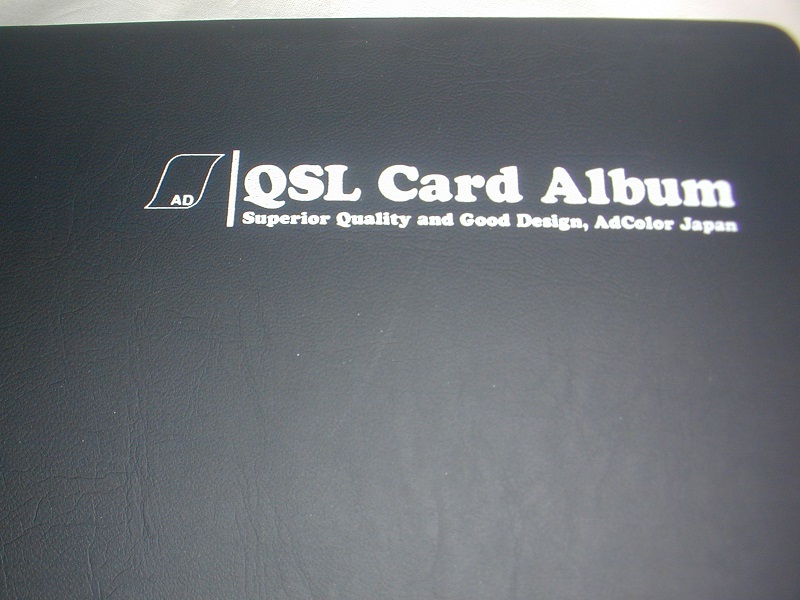 AD
QSL Card Album
Superior Quality and Good Design, AdColor Japan